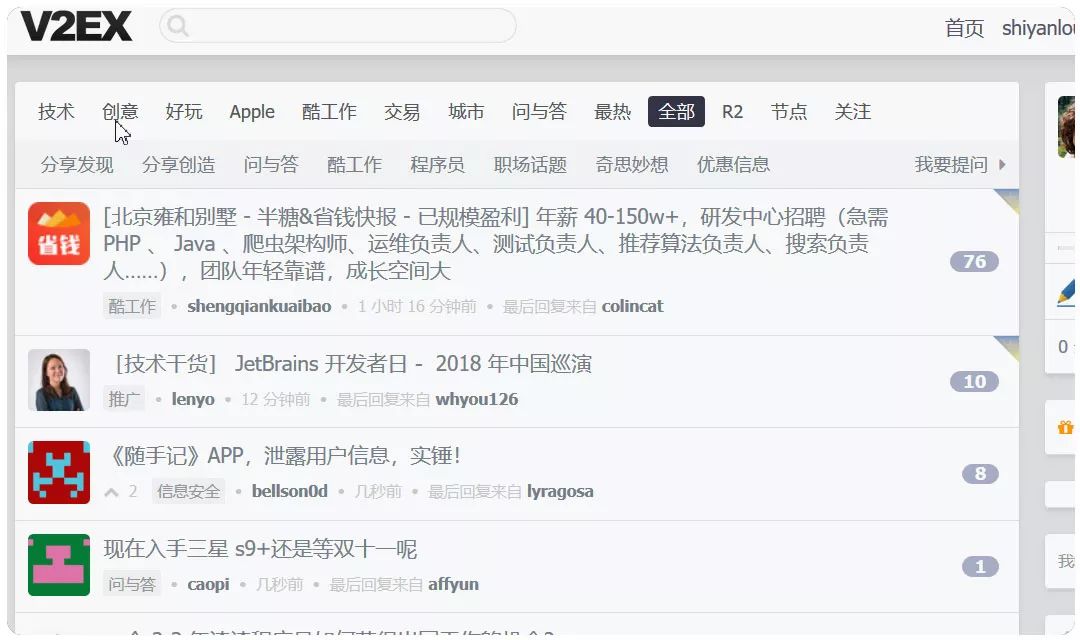 V2EX
首页 shiyanlou
技术 创意 好玩 Apple 酷工作 交易 城市 问与答 最热 全部 R2 节点 关注
分享发现 分享创造 问与答 酷工作 程序员 职场话题 奇思妙想 优惠信息 我要提问
省钱
[北京雍和别墅 - 半糖&省钱快报 - 已规模盈利] 年薪 40-150w+，研发中心招聘（急需
PHP 、 Java 、爬虫架构师、运维负责人、测试负责人、推荐算法负责人、搜索负责
人……），团队年轻靠谱，成长空间大
76
酷工作 • shengqiankuaibao • 1 小时 16 分钟前 • 最后回复来自 colincat
［技术干货］ JetBrains 开发者日 - 2018 年中国巡演
10
推广 • lenyo • 12 分钟前 • 最后回复来自 whyou126
0
《随手记》APP，泄露用户信息，实锤！
8
2 信息安全 • bellson0d • 几秒前 • 最后回复来自 lyragosa
现在入手三星 s9+还是等双十一呢
1
我
问与答 • caopi • 几秒前 • 最后回复来自 affyun